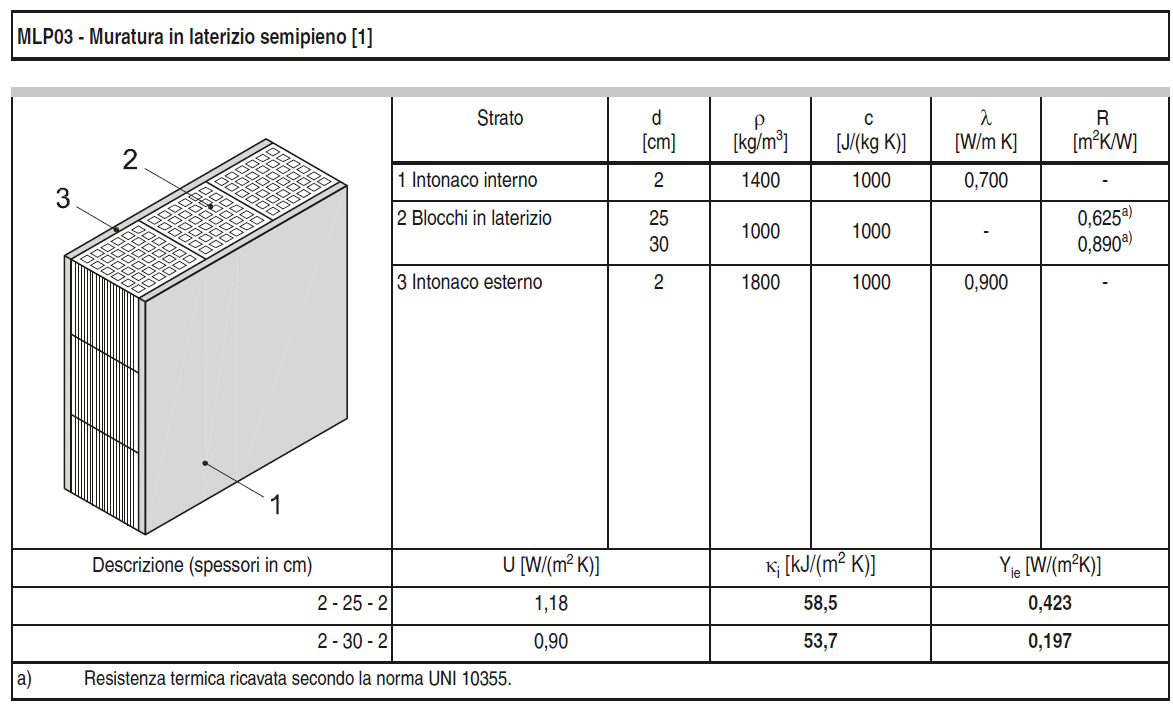 MLP03 - Muratura in laterizio semipieno [1]
Strato d ρ c λ R
[cm] [kg/m³] [J/(kg K)] [W/m K] [m²K/W]
1 Intonaco interno 2 1400 1000 0,700 -
2 Blocchi in laterizio 25 1000 1000 - 0,625a)
30 0,890a)
3 Intonaco esterno 2 1800 1000 0,900 -
2
3
1
Descrizione (spessori in cm) U [W/(m² K)] κi [kJ/(m² K)] Yie [W/(m²K)]
2 - 25 - 2 1,18 58,5 0,423
2 - 30 - 2 0,90 53,7 0,197
a) Resistenza termica ricavata secondo la norma UNI 10355.